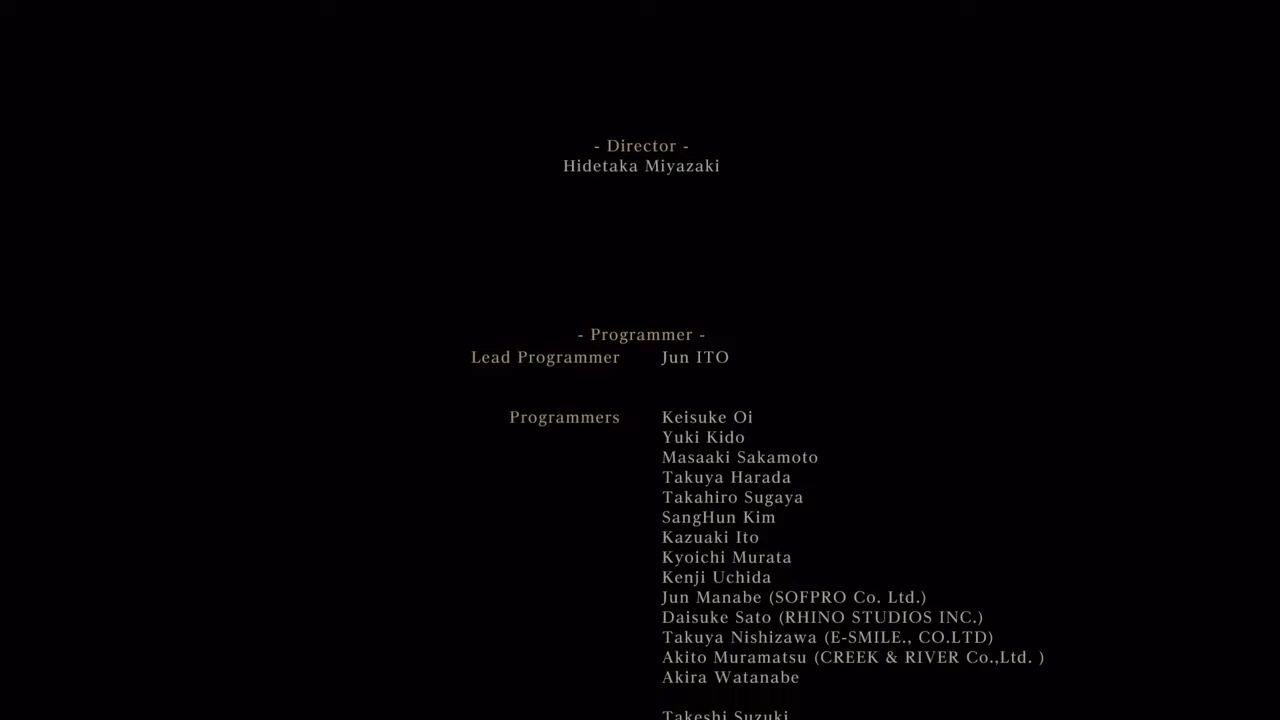 - Director -
Hidetaka Miyazaki
- Programmer -
Lead Programmer Jun ITO
Programmers Keisuke Oi
Yuki Kido
Masaaki Sakamoto
Takuya Harada
Takahiro Sugaya
SangHun Kim
Kazuaki Ito
Kyoichi Murata
Kenji Uchida
Jun Manabe (SOFPRO Co. Ltd.)
Daisuke Sato (RHINO STUDIOS INC.)
Takuya Nishizawa (E-SMILE., CO.LTD)
Akito Muramatsu (CREEK & RIVER Co.,Ltd. )
Akira Watanabe
Takeshi Suzuki